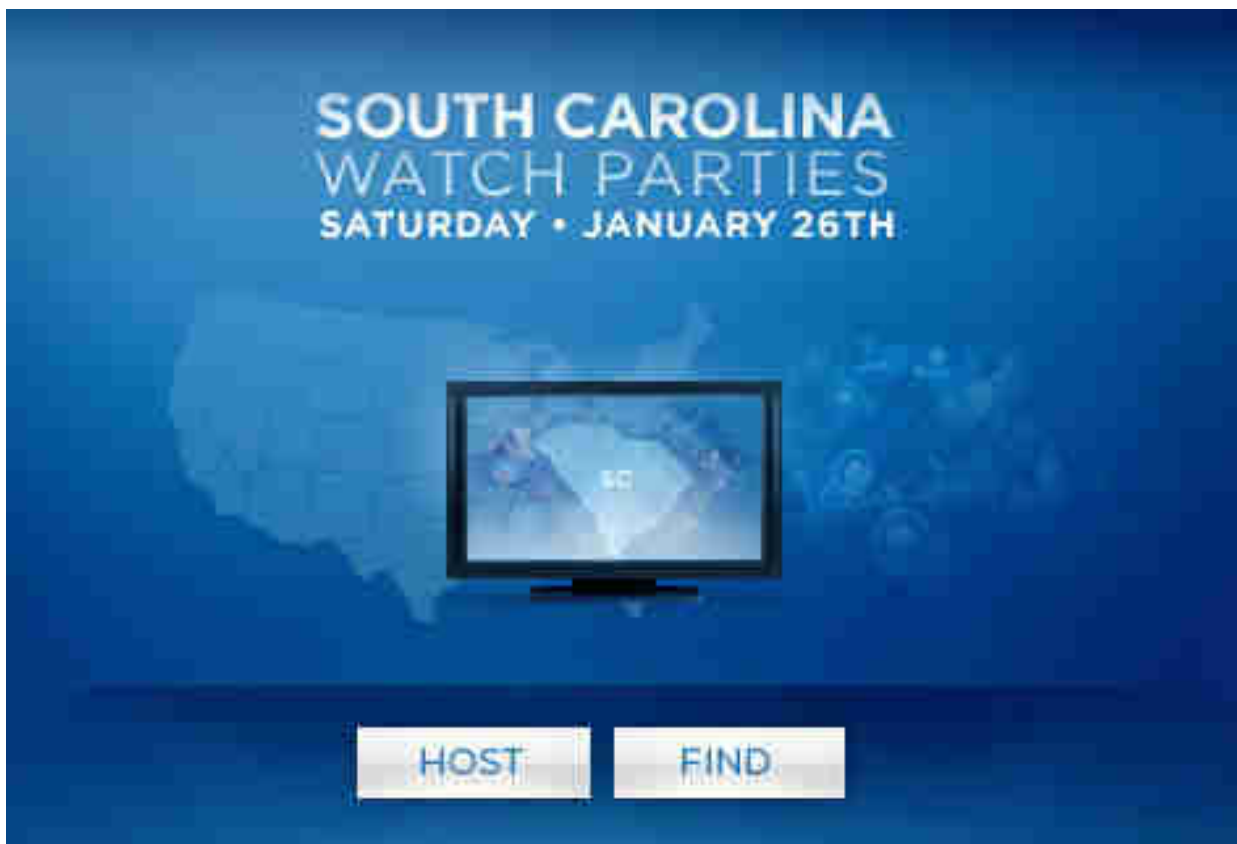 SOUTH CAROLINA
WATCH PARTIES
SATURDAY • JANUARY 26TH
SC
HOST
FIND